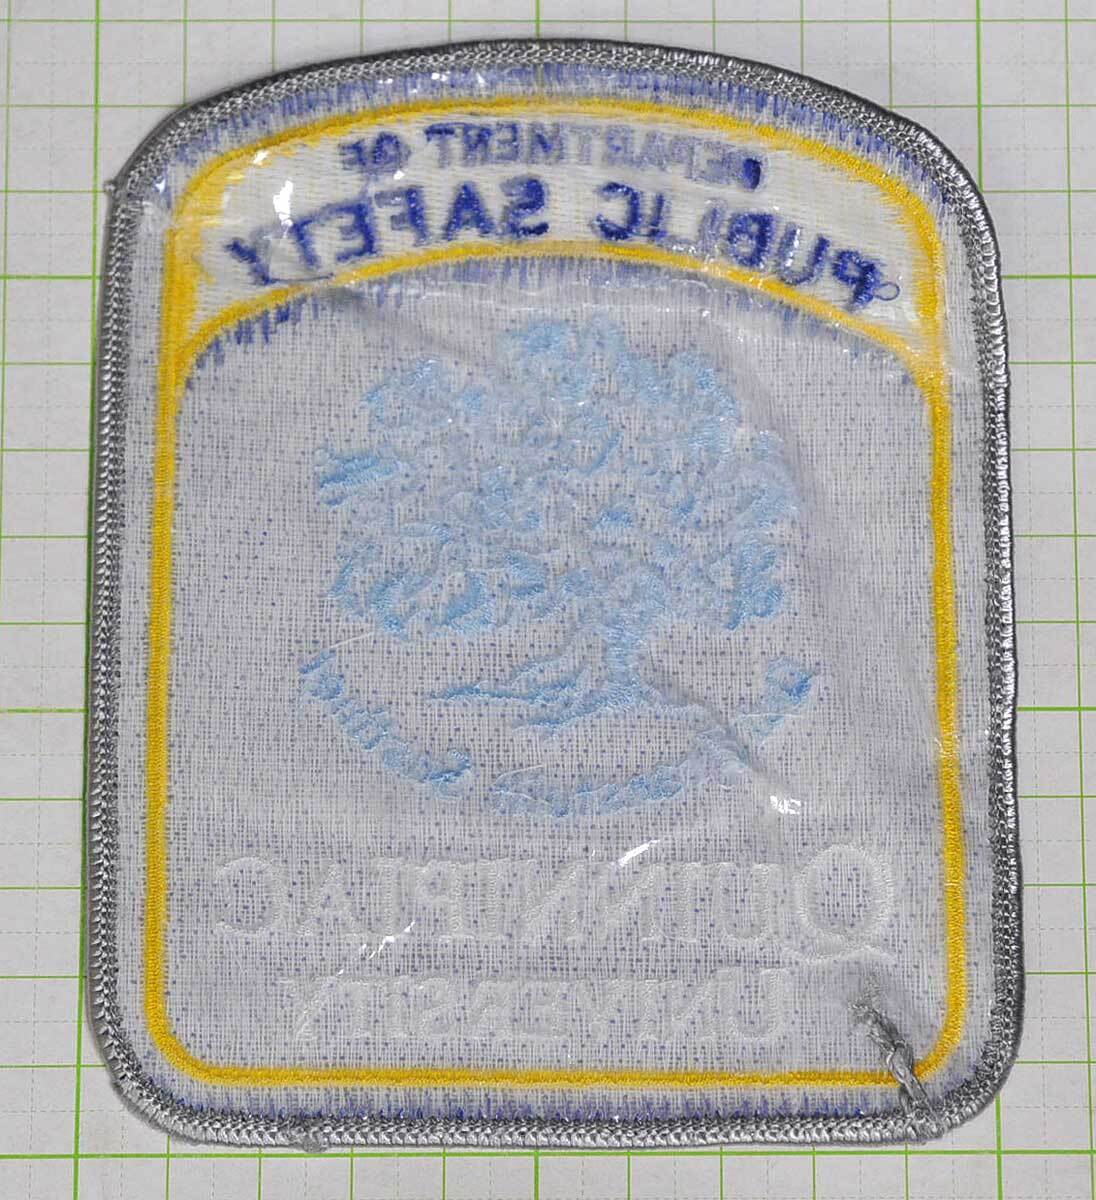 DEPARTMENT OF
PUBLIC SAFETY
QUINNIPIAC
UNIVERSITY